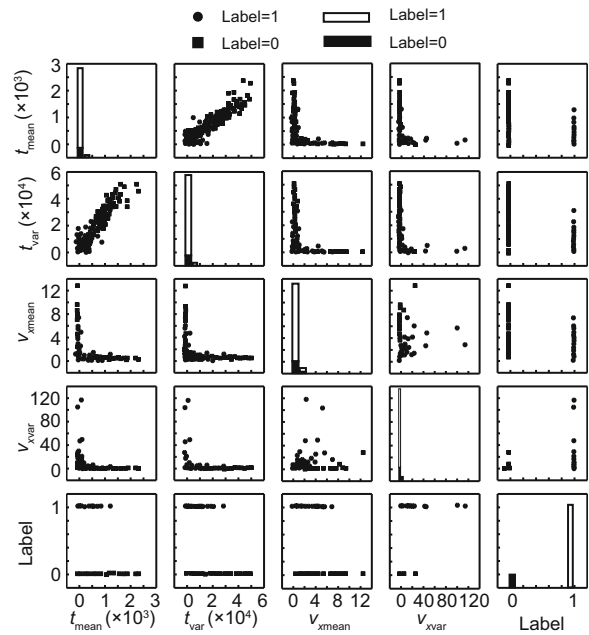 Label=1 Label=1
Label=0 Label=0
t_mean (×10³)
3
2
1
0
t_var (×10⁴)
6
4
2
0
v_xmean
12
8
4
0
v_xvar
120
80
40
0
Label
1
0
0 1 2 3 0 2 4 6 0 4 8 12 0 40 80 120 0 1
t_mean (×10³) t_var (×10⁴) v_xmean v_xvar Label